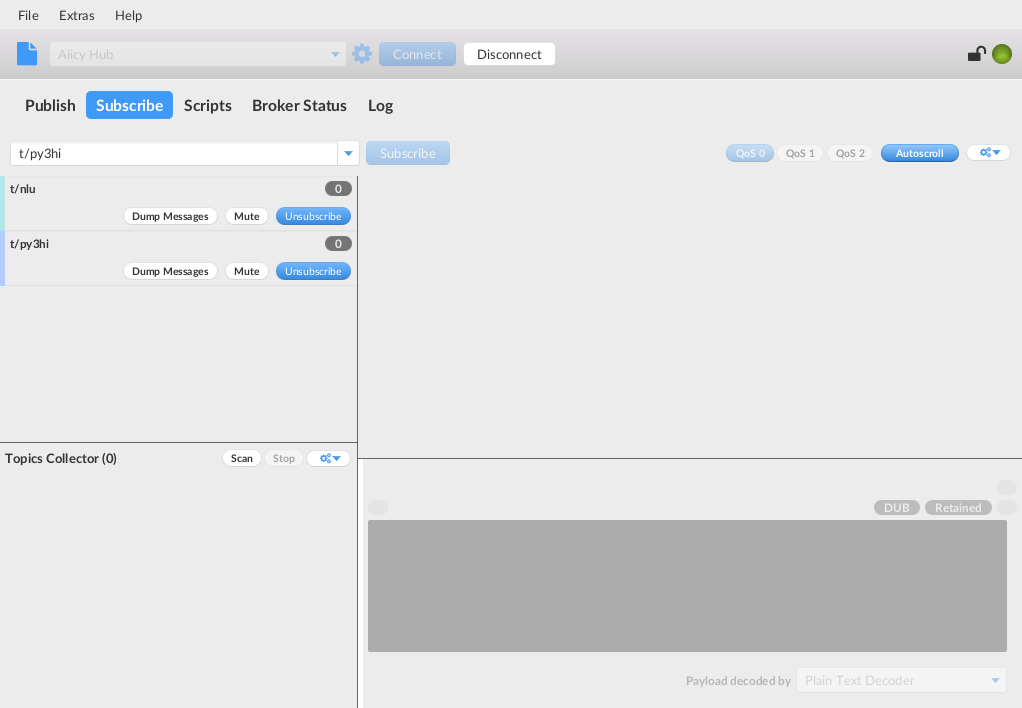 File Extras Help
Alicy Hub Connect Disconnect
Publish Subscribe Scripts Broker Status Log
t/py3hi Subscribe QoS 0 QoS 1 QoS 2 Autoscroll
t/nlu 0
Dump Messages Mute Unsubscribe
t/py3hi 0
Dump Messages Mute Unsubscribe
Topics Collector (0) Scan Stop
DUB Retained
Payload decoded by Plain Text Decoder